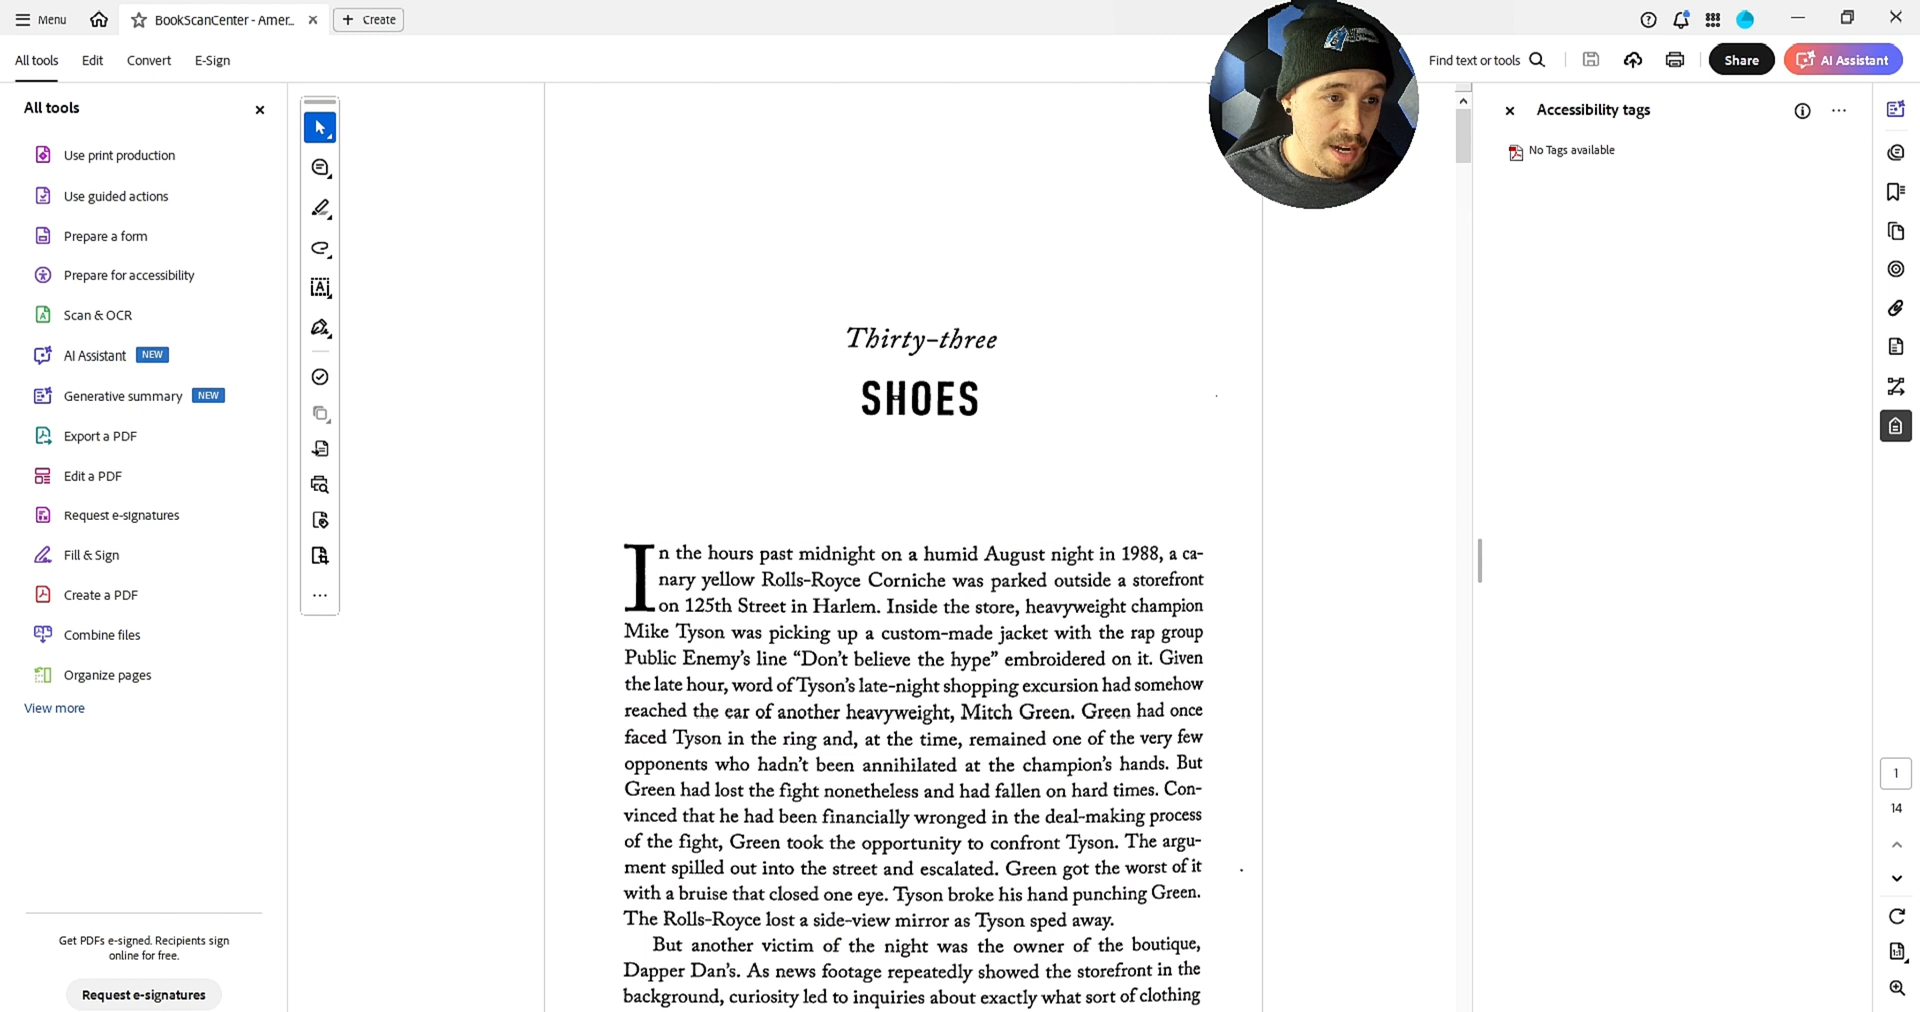 Menu
BookScanCenter - Amer...
Create
All tools
Edit
Convert
E-Sign
Find text or tools
Share
AI Assistant
All tools
Use print production
Use guided actions
Prepare a form
Prepare for accessibility
Scan & OCR
AI Assistant NEW
Generative summary NEW
Export a PDF
Edit a PDF
Request e-signatures
Fill & Sign
Create a PDF
Combine files
Organize pages
View more
Get PDFs e-signed. Recipients sign
online for free.
Request e-signatures
Thirty-three
SHOES
In the hours past midnight on a humid August night in 1988, a ca-
nary yellow Rolls-Royce Corniche was parked outside a storefront
on 125th Street in Harlem. Inside the store, heavyweight champion
Mike Tyson was picking up a custom-made jacket with the rap group
Public Enemy's line “Don't believe the hype” embroidered on it. Given
the late hour, word of Tyson's late-night shopping excursion had somehow
reached the ear of another heavyweight, Mitch Green. Green had once
faced Tyson in the ring and, at the time, remained one of the very few
opponents who hadn't been annihilated at the champion's hands. But
Green had lost the fight nonetheless and had fallen on hard times. Con-
vinced that he had been financially wronged in the deal-making process
of the fight, Green took the opportunity to confront Tyson. The argu-
ment spilled out into the street and escalated. Green got the worst of it
with a bruise that closed one eye. Tyson broke his hand punching Green.
The Rolls-Royce lost a side-view mirror as Tyson sped away.
But another victim of the night was the owner of the boutique,
Dapper Dan's. As news footage repeatedly showed the storefront in the
background, curiosity led to inquiries about exactly what sort of clothing
Accessibility tags
No Tags available
1
14